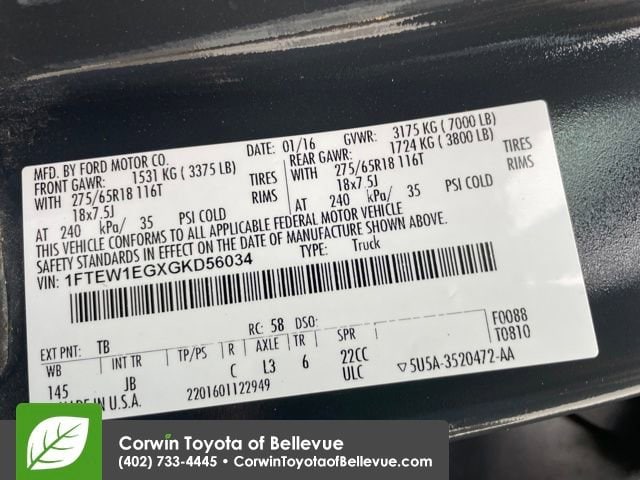 MFD. BY FORD MOTOR CO.
DATE: 01/16 GVWR: 3175 KG ( 7000 LB)
FRONT GAWR: 1531 KG ( 3375 LB) REAR GAWR: 1724 KG ( 3800 LB)
WITH 275/65R18 116T TIRES WITH 275/65R18 116T TIRES
18x7.5J RIMS 18x7.5J RIMS
AT 240 kPa/ 35 PSI COLD AT 240 kPa/ 35 PSI COLD
THIS VEHICLE CONFORMS TO ALL APPLICABLE FEDERAL MOTOR VEHICLE
SAFETY STANDARDS IN EFFECT ON THE DATE OF MANUFACTURE SHOWN ABOVE.
VIN: 1FTEW1EGXGKD56034 TYPE: Truck
F0088
T0810
RC: 58 DSO:
EXT PNT: TB
WB INT TR TP/PS R AXLE TR SPR
145 JB C L3 6 22CC
ULC
5U5A-3520472-AA
MADE IN U.S.A. 2201601122949
Corwin Toyota of Bellevue
(402) 733-4445 • CorwinToyotaofBellevue.com